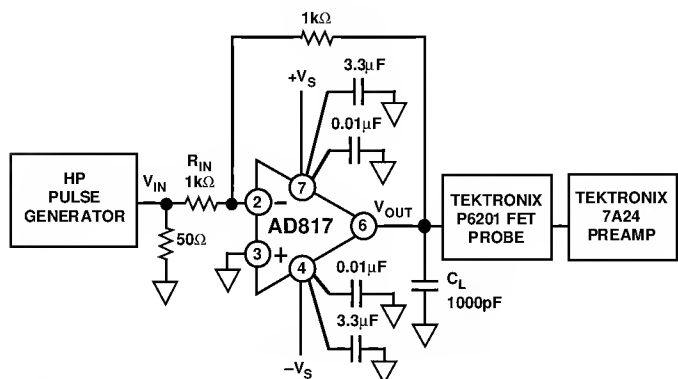 1kΩ
3.3μF
+VS
0.01μF
HP
PULSE
GENERATOR
VIN
RIN
1kΩ
50Ω
2
−
7
AD817
3
+
4
6
VOUT
TEKTRONIX
P6201 FET
PROBE
TEKTRONIX
7A24
PREAMP
0.01μF
CL
1000pF
3.3μF
−VS